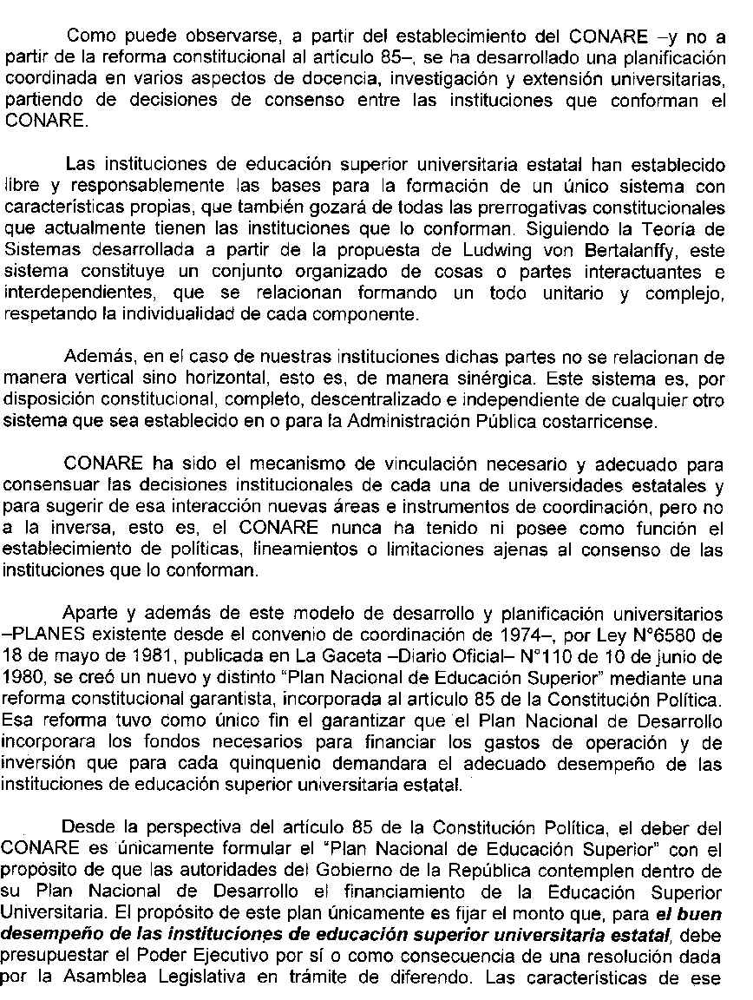 Como puede observarse, a partir del establecimiento del CONARE –y no a
partir de la reforma constitucional al artículo 85–, se ha desarrollado una planificación
coordinada en varios aspectos de docencia, investigación y extensión universitarias,
partiendo de decisiones de consenso entre las instituciones que conforman el
CONARE.
Las instituciones de educación superior universitaria estatal han establecido
libre y responsablemente las bases para la formación de un único sistema con
características propias, que también gozará de todas las prerrogativas constitucionales
que actualmente tienen las instituciones que lo conforman. Siguiendo la Teoría de
Sistemas desarrollada a partir de la propuesta de Ludwing von Bertalanffy, este
sistema constituye un conjunto organizado de cosas o partes interactuantes e
interdependientes, que se relacionan formando un todo unitario y complejo,
respetando la individualidad de cada componente.
Además, en el caso de nuestras instituciones dichas partes no se relacionan de
manera vertical sino horizontal, esto es, de manera sinérgica. Este sistema es, por
disposición constitucional, completo, descentralizado e independiente de cualquier otro
sistema que sea establecido en o para la Administración Pública costarricense.
CONARE ha sido el mecanismo de vinculación necesario y adecuado para
consensuar las decisiones institucionales de cada una de universidades estatales y
para sugerir de esa interacción nuevas áreas e instrumentos de coordinación, pero no
a la inversa, esto es, el CONARE nunca ha tenido ni posee como función el
establecimiento de políticas, lineamientos o limitaciones ajenas al consenso de las
instituciones que lo conforman.
Aparte y además de este modelo de desarrollo y planificación universitarios
–PLANES existente desde el convenio de coordinación de 1974–, por Ley N°6580 de
18 de mayo de 1981, publicada en La Gaceta –Diario Oficial– N°110 de 10 de junio de
1980, se creó un nuevo y distinto “Plan Nacional de Educación Superior” mediante una
reforma constitucional garantista, incorporada al artículo 85 de la Constitución Política.
Esa reforma tuvo como único fin el garantizar que el Plan Nacional de Desarrollo
incorporara los fondos necesarios para financiar los gastos de operación y de
inversión que para cada quinquenio demandara el adecuado desempeño de las
instituciones de educación superior universitaria estatal.
Desde la perspectiva del artículo 85 de la Constitución Política, el deber del
CONARE es únicamente formular el “Plan Nacional de Educación Superior” con el
propósito de que las autoridades del Gobierno de la República contemplen dentro de
su Plan Nacional de Desarrollo el financiamiento de la Educación Superior
Universitaria. El propósito de este plan únicamente es fijar el monto que, para el buen
desempeño de las instituciones de educación superior universitaria estatal, debe
presupuestar el Poder Ejecutivo por sí o como consecuencia de una resolución dada
por la Asamblea Legislativa en trámite de diferendo. Las características de ese